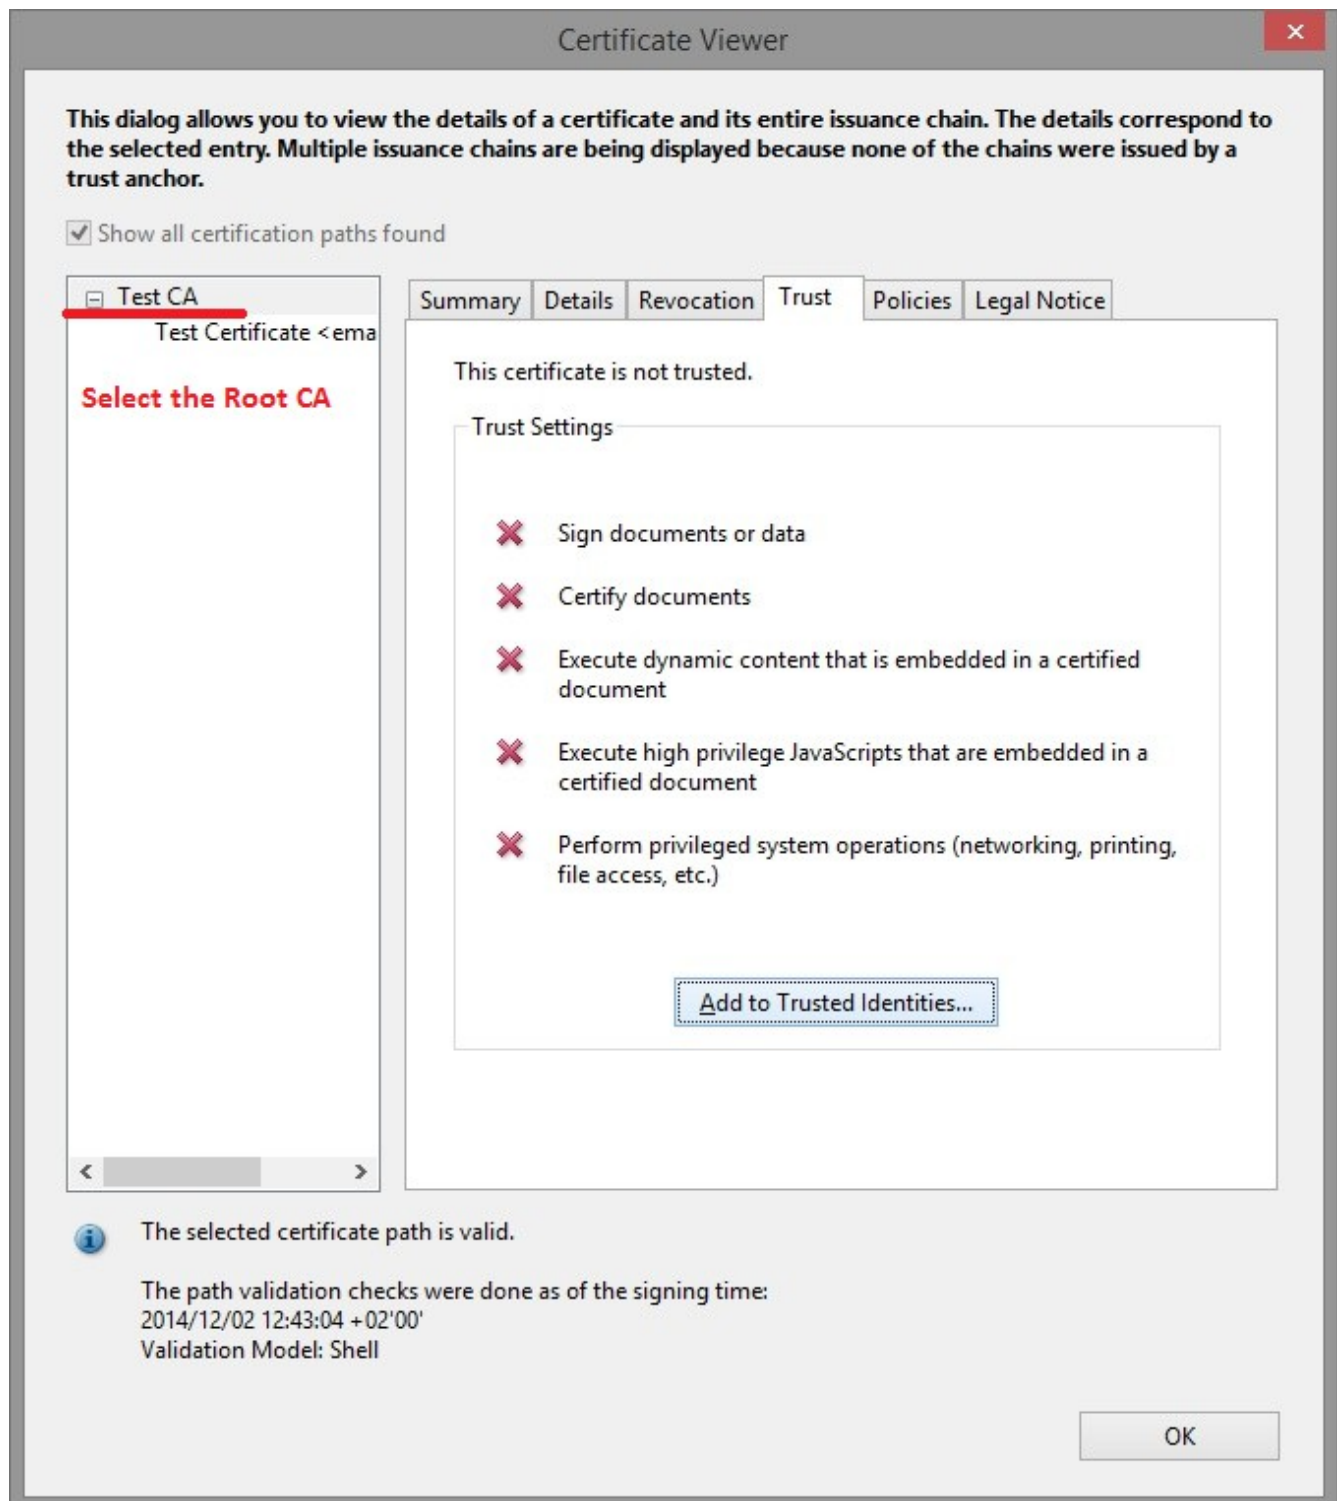 Certificate Viewer
This dialog allows you to view the details of a certificate and its entire issuance chain. The details correspond to
the selected entry. Multiple issuance chains are being displayed because none of the chains were issued by a
trust anchor.
Show all certification paths found
Test CA
Test Certificate <ema
Select the Root CA
Summary
Details
Revocation
Trust
Policies
Legal Notice
This certificate is not trusted.
Trust Settings
Sign documents or data
Certify documents
Execute dynamic content that is embedded in a certified
document
Execute high privilege JavaScripts that are embedded in a
certified document
Perform privileged system operations (networking, printing,
file access, etc.)
Add to Trusted Identities...
The selected certificate path is valid.
The path validation checks were done as of the signing time:
2014/12/02 12:43:04 +02'00'
Validation Model: Shell
OK